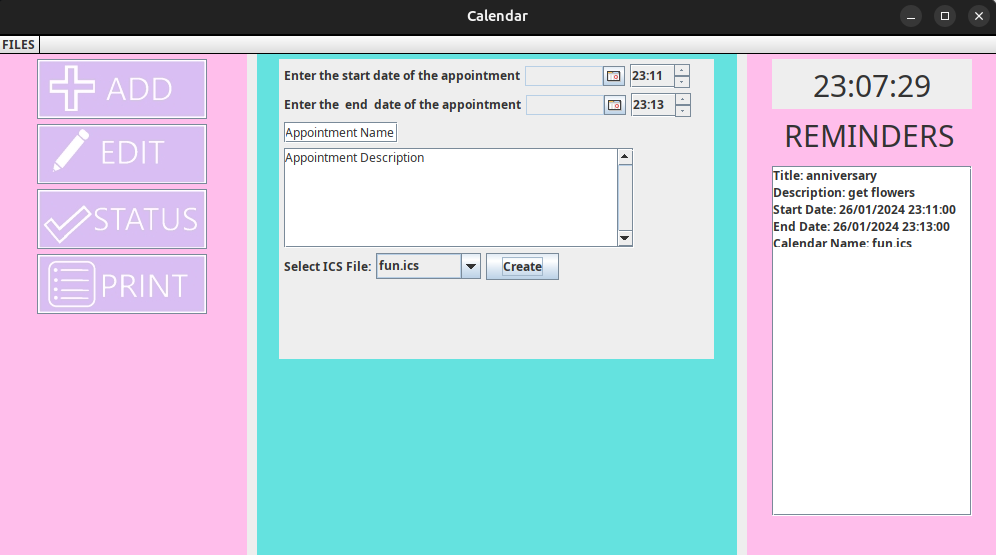 Calendar
FILES
ADD
EDIT
STATUS
PRINT
Enter the start date of the appointment 23:11
Enter the end date of the appointment 23:13
Appointment Name
Appointment Description
Select ICS File: fun.ics Create
23:07:29
REMINDERS
Title: anniversary
Description: get flowers
Start Date: 26/01/2024 23:11:00
End Date: 26/01/2024 23:13:00
Calendar Name: fun.ics